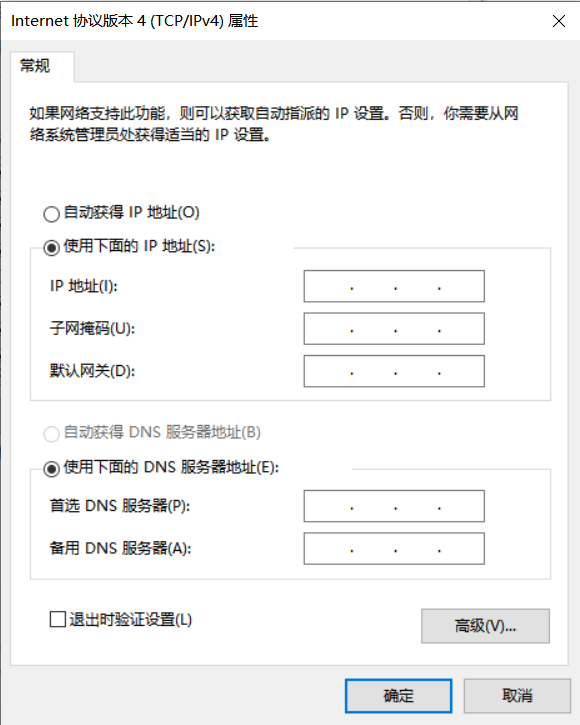 Internet 协议版本 4 (TCP/IPv4) 属性
常规
如果网络支持此功能，则可以获取自动指派的 IP 设置。否则，你需要从网
络系统管理员处获得适当的 IP 设置。
自动获得 IP 地址(O)
使用下面的 IP 地址(S):
IP 地址(I):
子网掩码(U):
默认网关(D):
自动获得 DNS 服务器地址(B)
使用下面的 DNS 服务器地址(E):
首选 DNS 服务器(P):
备用 DNS 服务器(A):
退出时验证设置(L)
高级(V)...
确定
取消